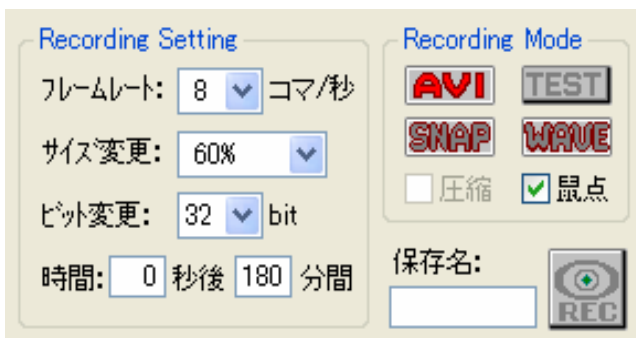 Recording Setting
フレームレート: 8 コマ/秒
サイズ変更: 60%
ビット変更: 32 bit
時間: 0 秒後 180 分間
Recording Mode
AVI TEST
SNAP WAVE
圧縮 鼠点
保存名:
REC